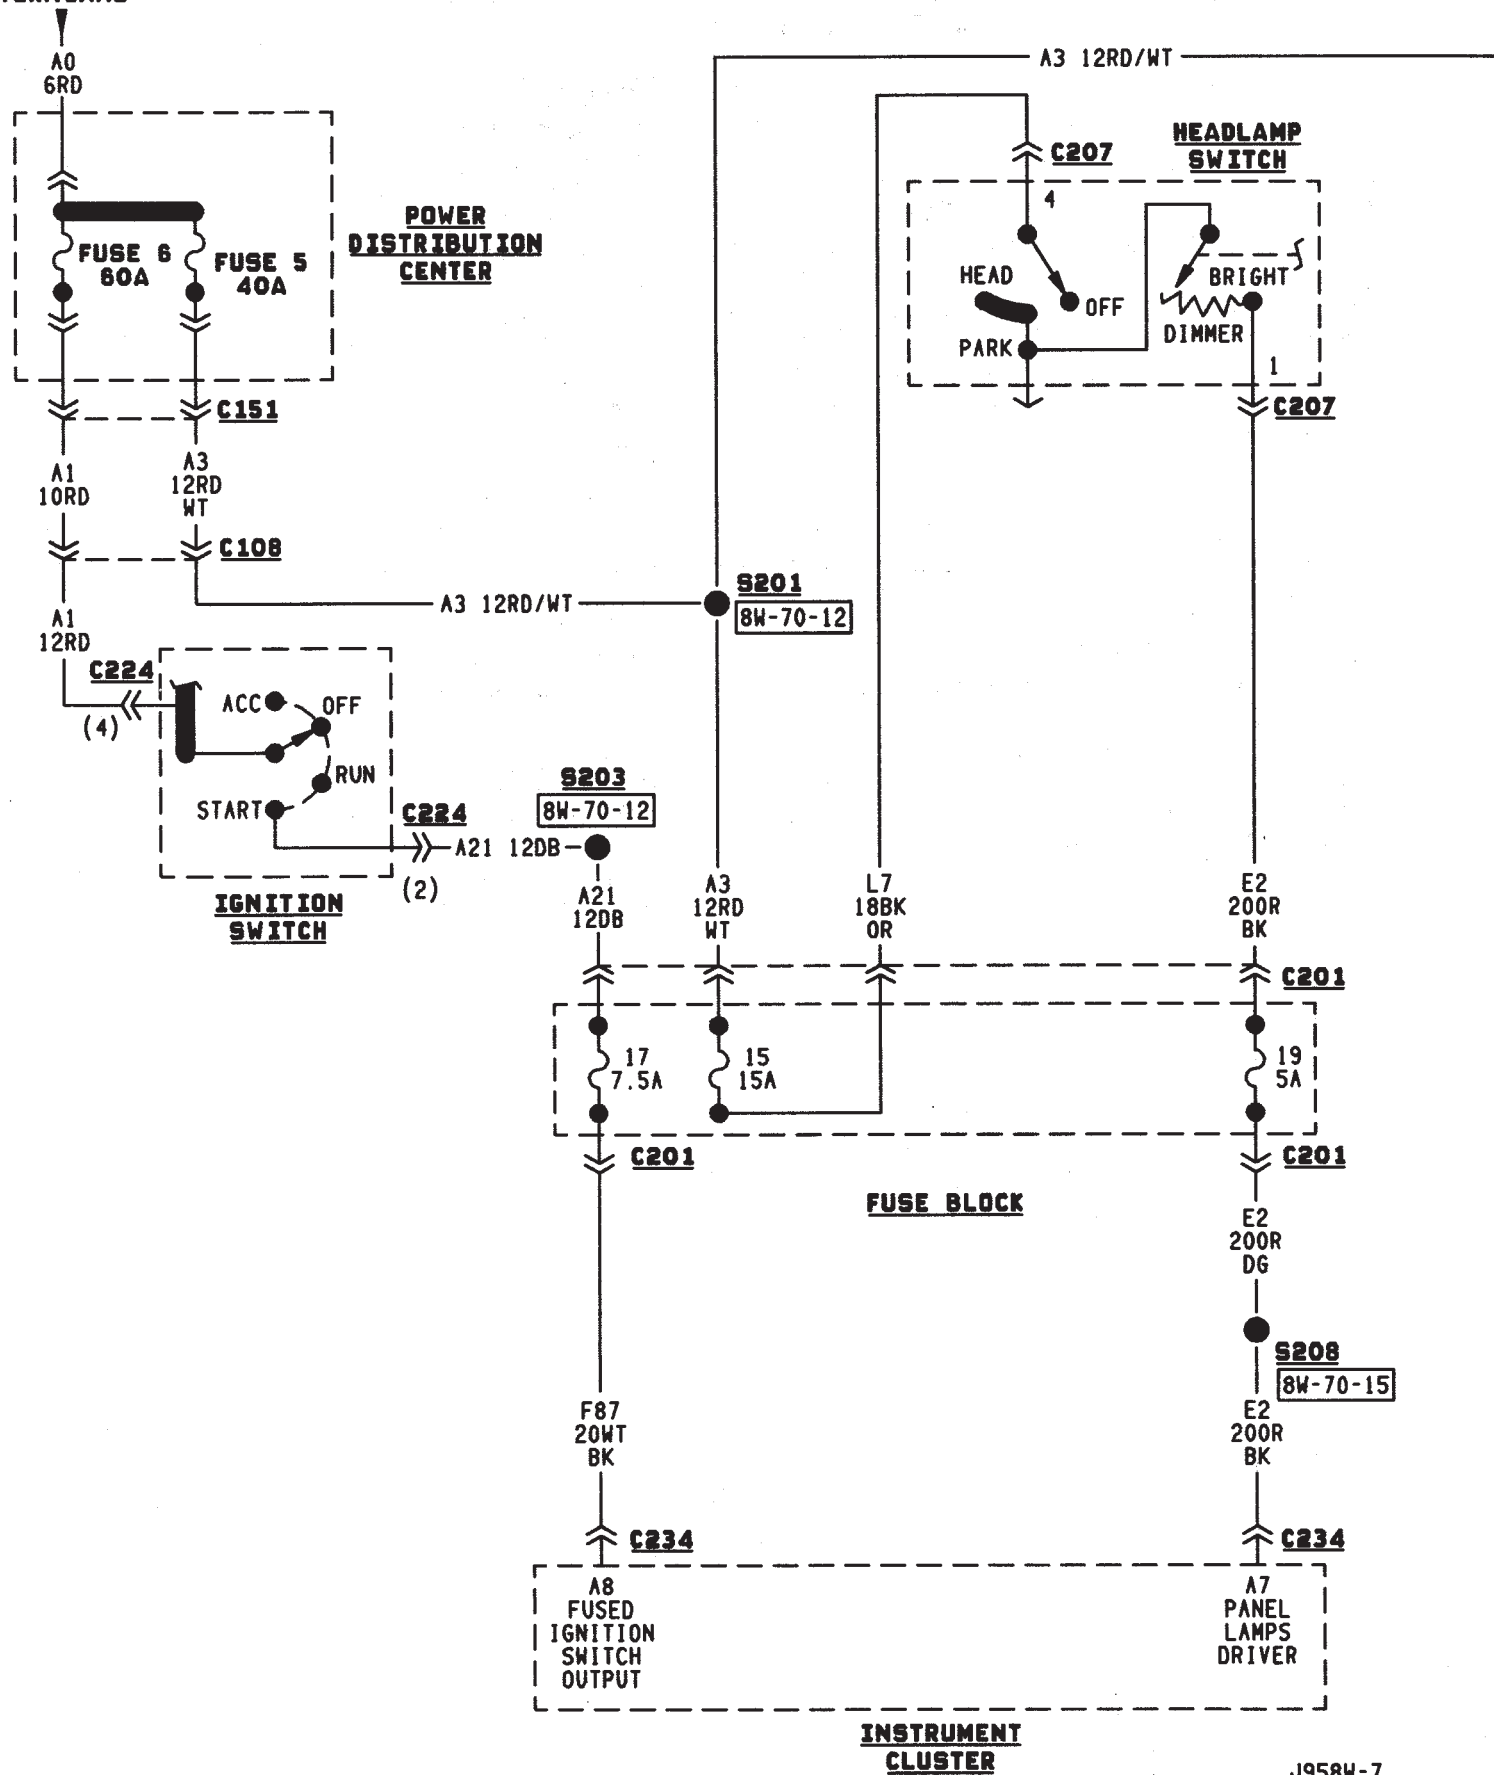 A0
6RD
A3 12RD/WT
HEADLAMP
SWITCH
C207
4
POWER
DISTRIBUTION
CENTER
FUSE 6
60A
FUSE 5
40A
HEAD
OFF
PARK
BRIGHT
DIMMER
1
C207
C151
A1
10RD
A3
12RD
WT
C108
A3 12RD/WT
S201
8W-70-12
A1
12RD
C224
(4)
ACC
OFF
RUN
START
C224
(2)
IGNITION
SWITCH
S203
8W-70-12
A21 12DB
A21
12DB
A3
12RD
WT
L7
18BK
OR
E2
200R
BK
C201
17
7.5A
15
15A
19
5A
C201
C201
FUSE BLOCK
E2
200R
DG
S208
8W-70-15
F87
20WT
BK
E2
200R
BK
C234
C234
A8
FUSED
IGNITION
SWITCH
OUTPUT
A7
PANEL
LAMPS
DRIVER
INSTRUMENT
CLUSTER
J958W-7